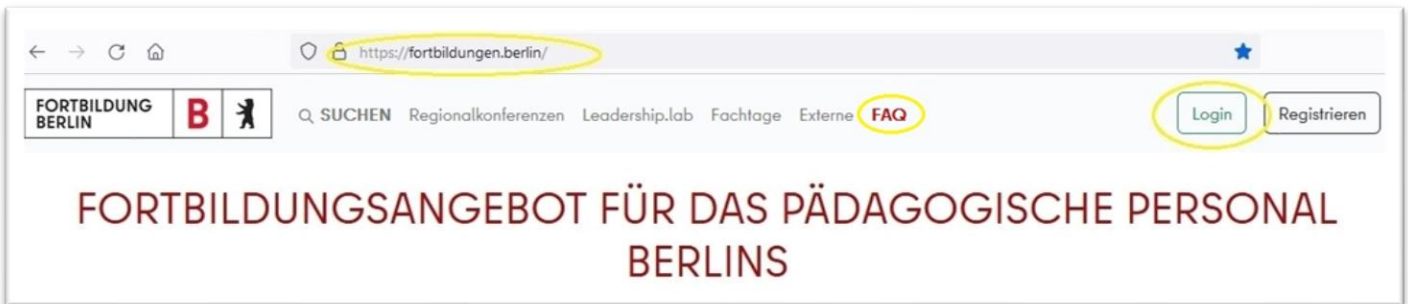 https://fortbildungen.berlin/
FORTBILDUNG
BERLIN
B
SUCHEN Regionalkonferenzen Leadership.lab Fachtage Externe FAQ Login Registrieren
FORTBILDUNGSANGEBOT FÜR DAS PÄDAGOGISCHE PERSONAL
BERLINS